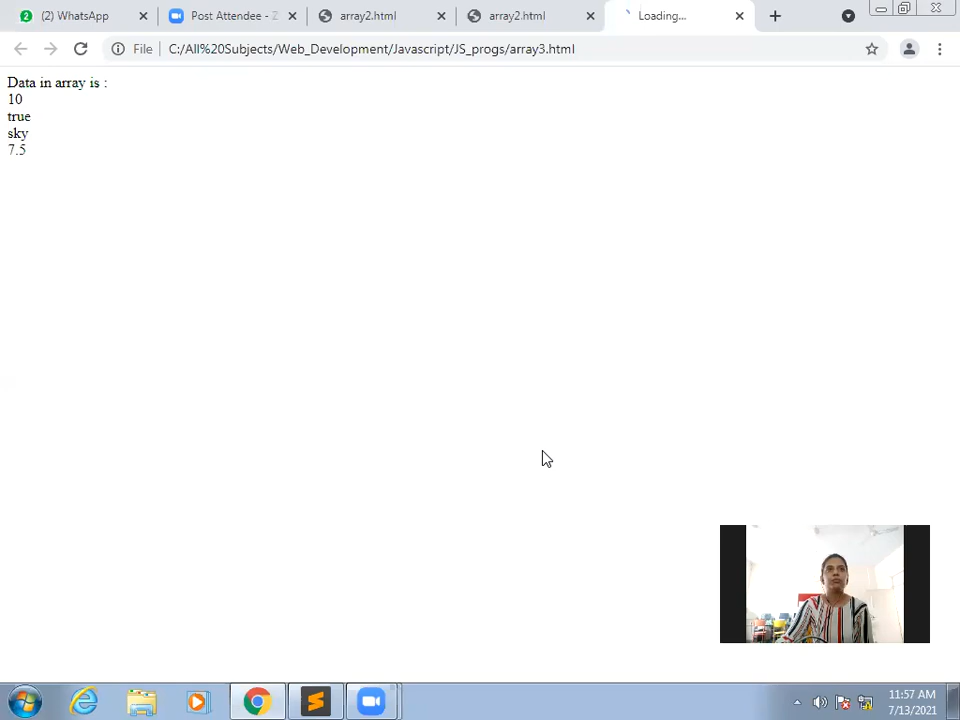 2 (2) WhatsApp
Post Attendee - Z
array2.html
array2.html
Loading...
File
C:/All%20Subjects/Web_Development/Javascript/JS_progs/array3.html
Data in array is :
10
true
sky
7.5
11:57 AM
7/13/2021